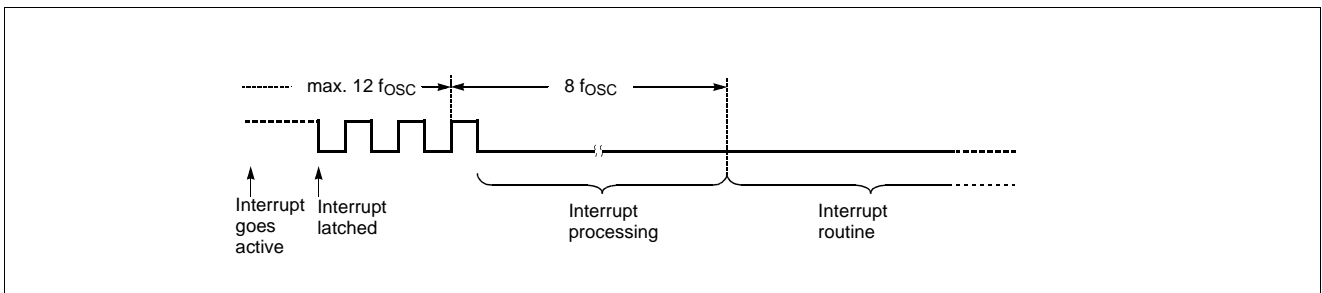 max. 12 fOSC
8 fOSC
Interrupt
goes
active
Interrupt
latched
Interrupt
processing
Interrupt
routine